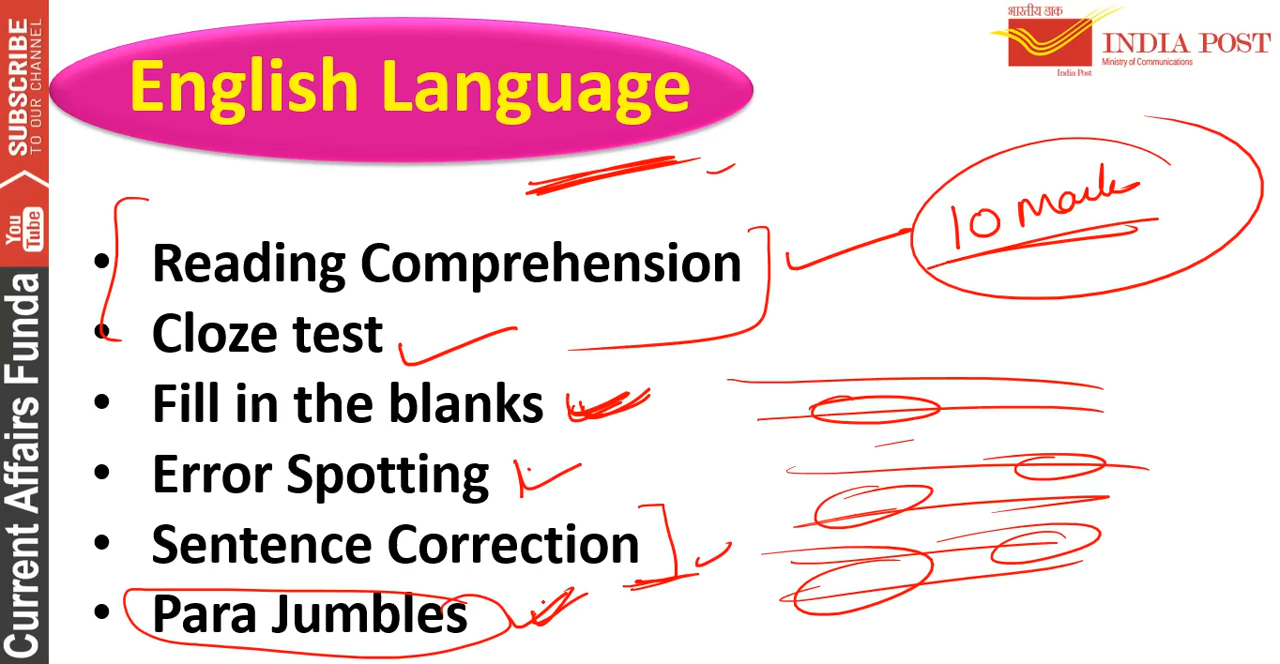 SUBSCRIBE
TO OUR CHANNEL
You
Tube
Current Affairs Funda
English Language
भारतीय डाक
India Post
INDIA POST
Ministry of Communications
10 Mark
• Reading Comprehension
• Cloze test
• Fill in the blanks
• Error Spotting
• Sentence Correction
• Para Jumbles